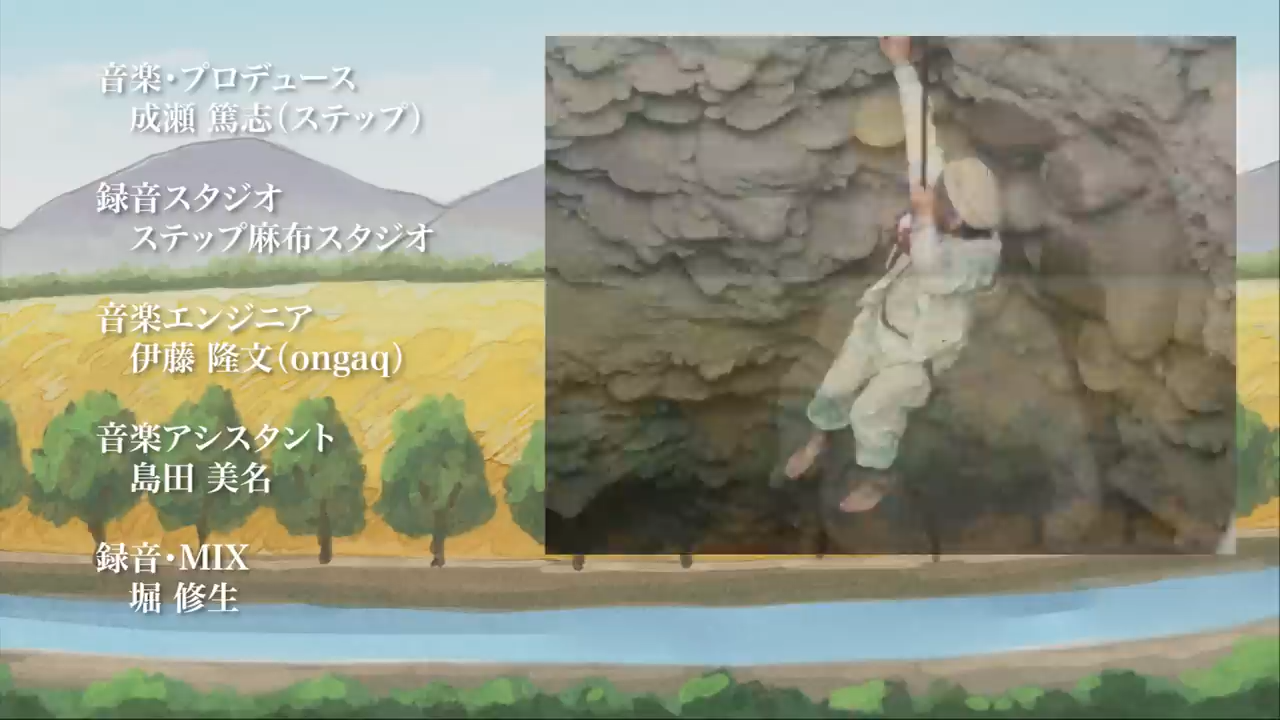 音楽・プロデュース
成瀬 篤志(ステップ)
録音スタジオ
ステップ麻布スタジオ
音楽エンジニア
伊藤 隆文(ongaq)
音楽アシスタント
島田 美名
録音・MIX
堀 修生